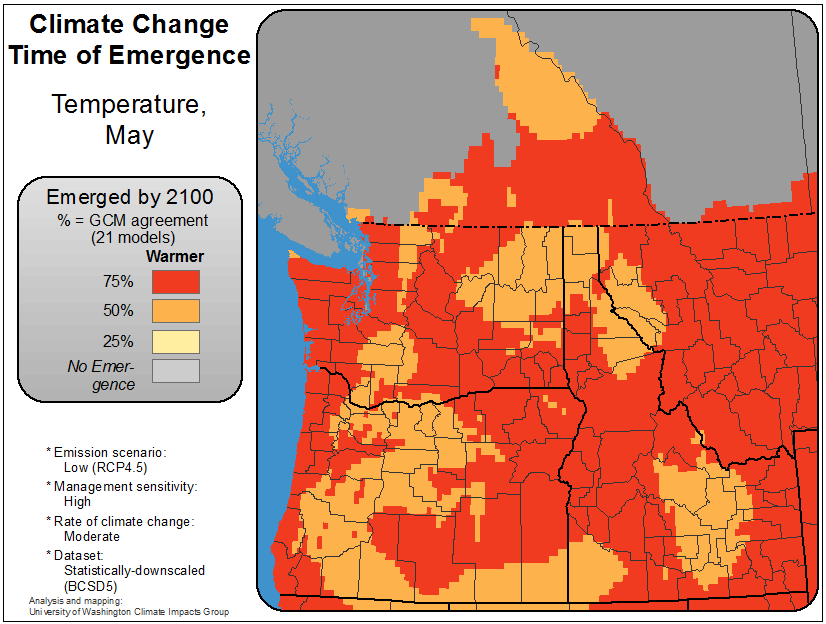 Climate Change
Time of Emergence
Temperature,
May
Emerged by 2100
% = GCM agreement
(21 models)
Warmer
75%
50%
25%
No Emer-
gence
* Emission scenario:
Low (RCP4.5)
* Management sensitivity:
High
* Rate of climate change:
Moderate
* Dataset:
Statistically-downscaled
(BCSD5)
Analysis and mapping:
University of Washington Climate Impacts Group